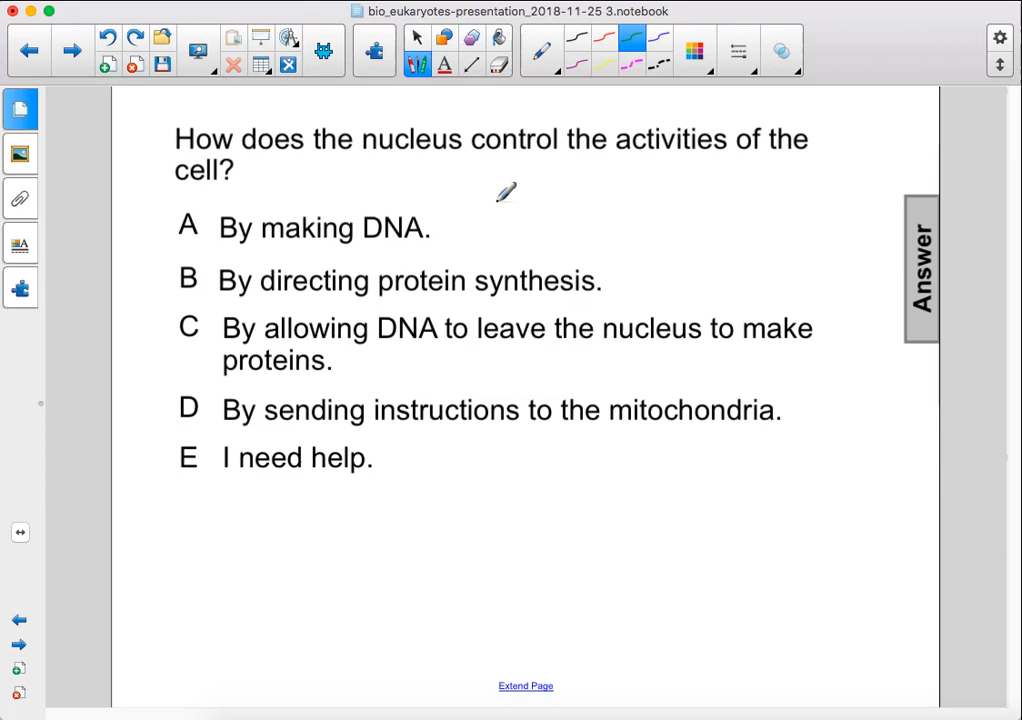 bio_eukaryotes-presentation_2018-11-25 3.notebook
How does the nucleus control the activities of the
cell?
A By making DNA.
B By directing protein synthesis.
C By allowing DNA to leave the nucleus to make
proteins.
D By sending instructions to the mitochondria.
E I need help.
Answer
Extend Page